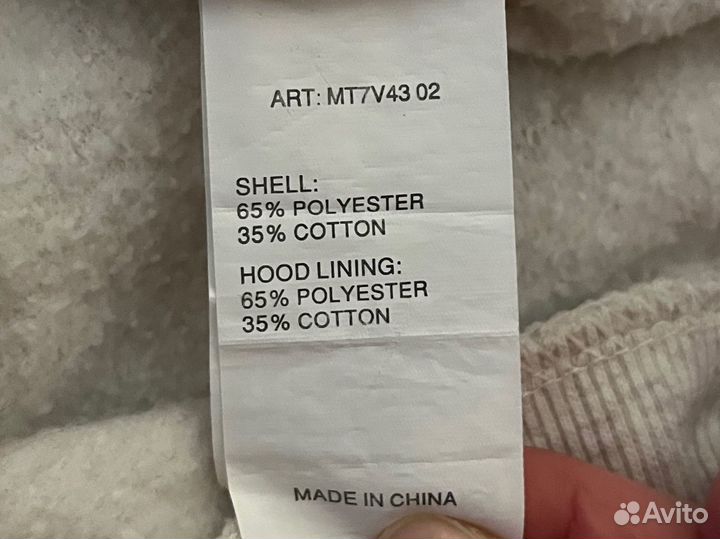 ART: MT7V43 02
SHELL:
65% POLYESTER
35% COTTON
HOOD LINING:
65% POLYESTER
35% COTTON
MADE IN CHINA
Avito